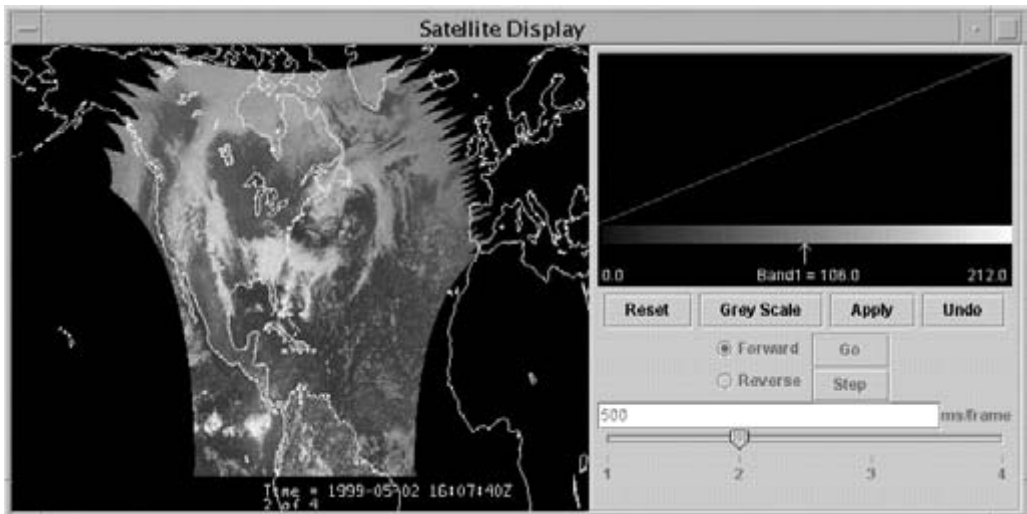 Satellite Display
0.0 Band1 = 106.0 212.0
Reset Grey Scale Apply Undo
Forward Go
Reverse Step
500 ms/frame
1 2 3 4
Time = 1999-05-02 16:07:40Z
2 of 4